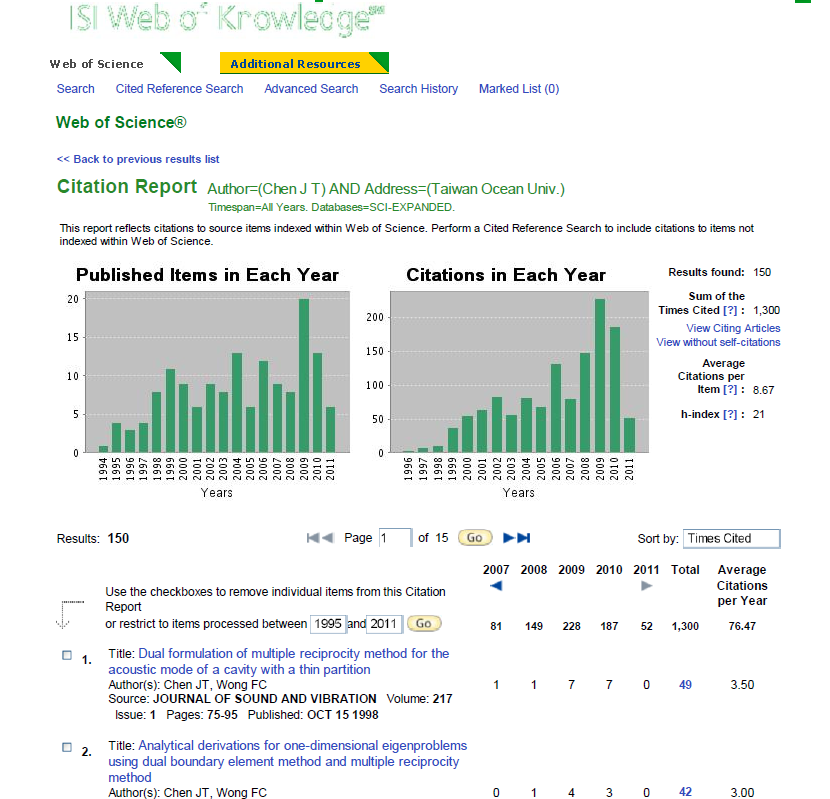 ISI Web of Knowledge℠
Web of Science
Additional Resources
Search Cited Reference Search Advanced Search Search History Marked List (0)
Web of Science®
<< Back to previous results list
Citation Report Author=(Chen J T) AND Address=(Taiwan Ocean Univ.)
Timespan=All Years. Databases=SCI-EXPANDED.
This report reflects citations to source items indexed within Web of Science. Perform a Cited Reference Search to include citations to items not
indexed within Web of Science.
Published Items in Each Year
20
15
10
5
0
1994 1995 1996 1997 1998 1999 2000 2001 2002 2003 2004 2005 2006 2007 2008 2009 2010 2011
Years
Citations in Each Year
200
150
100
50
0
1996 1997 1998 1999 2000 2001 2002 2003 2004 2005 2006 2007 2008 2009 2010 2011
Years
Results found: 150
Sum of the
Times Cited [?] : 1,300
View Citing Articles
View without self-citations
Average
Citations per
Item [?] : 8.67
h-index [?] : 21
Results: 150
Page 1 of 15 Go
Sort by: Times Cited
2007 2008 2009 2010 2011 Total Average
Citations
per Year
Use the checkboxes to remove individual items from this Citation
Report
or restrict to items processed between 1995 and 2011 Go
81 149 228 187 52 1,300 76.47
1. Title: Dual formulation of multiple reciprocity method for the
acoustic mode of a cavity with a thin partition
Author(s): Chen JT, Wong FC
Source: JOURNAL OF SOUND AND VIBRATION Volume: 217
Issue: 1 Pages: 75-95 Published: OCT 15 1998
1 1 7 7 0 49 3.50
2. Title: Analytical derivations for one-dimensional eigenproblems
using dual boundary element method and multiple reciprocity
method
Author(s): Chen JT, Wong FC
0 1 4 3 0 42 3.00